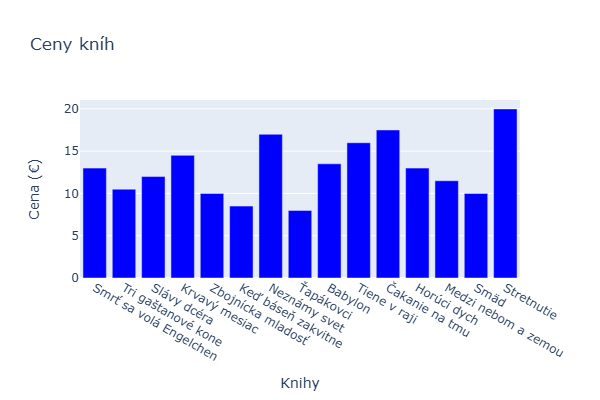 Ceny kníh
Cena (€)
20
15
10
5
0
Smrť sa volá Engelchen
Tri gaštanové kone
Slávy dcéra
Krvavý mesiac
Zbojnícka mladosť
Keď báseň zakvitne
Neznámy svet
Ťapákovci
Babylon
Tiene v raji
Čakanie na tmu
Horúci dych
Medzi nebom a zemou
Smäd
Stretnutie
Knihy